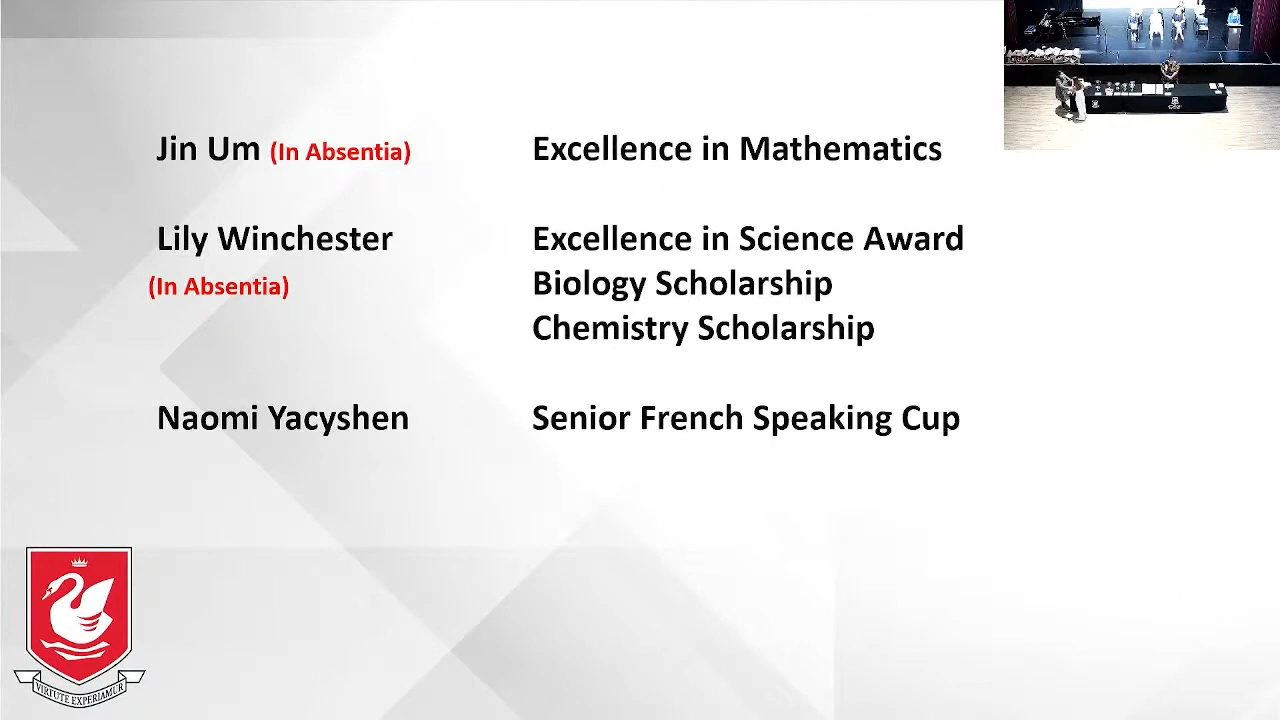 Jin Um (In Absentia) Excellence in Mathematics
Lily Winchester Excellence in Science Award
(In Absentia) Biology Scholarship
Chemistry Scholarship
Naomi Yacyshen Senior French Speaking Cup
VIRTUTE EXPERIAMUR